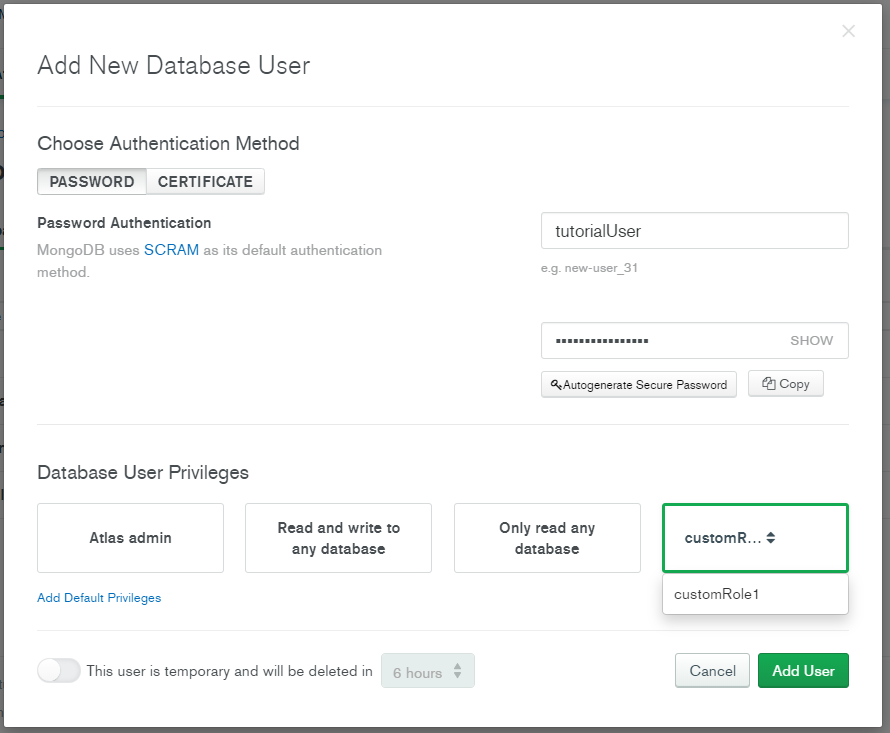 Add New Database User
Choose Authentication Method
PASSWORD CERTIFICATE
Password Authentication
MongoDB uses SCRAM as its default authentication
method.
tutorialUser
e.g. new-user_31
•••••••••••••••• SHOW
Autogenerate Secure Password Copy
Database User Privileges
Atlas admin
Read and write to
any database
Only read any
database
customR...
customRole1
Add Default Privileges
This user is temporary and will be deleted in 6 hours
Cancel Add User